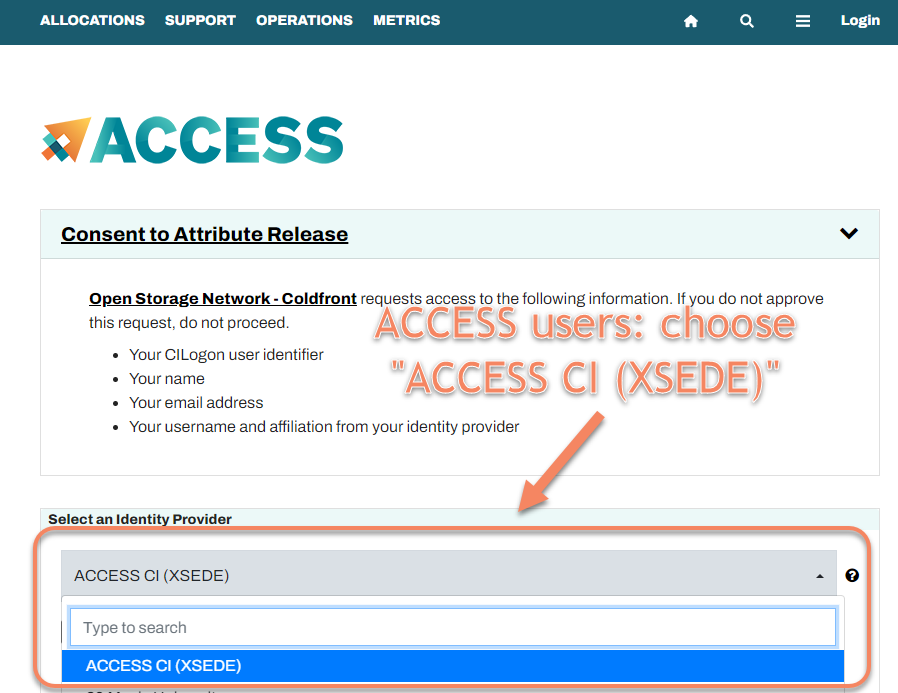 ALLOCATIONS SUPPORT OPERATIONS METRICS Login
ACCESS
Consent to Attribute Release
Open Storage Network - Coldfront requests access to the following information. If you do not approve
this request, do not proceed.
ACCESS users: choose
"ACCESS CI (XSEDE)"
• Your CILogon user identifier
• Your name
• Your email address
• Your username and affiliation from your identity provider
Select an Identity Provider
ACCESS CI (XSEDE)
Type to search
ACCESS CI (XSEDE)